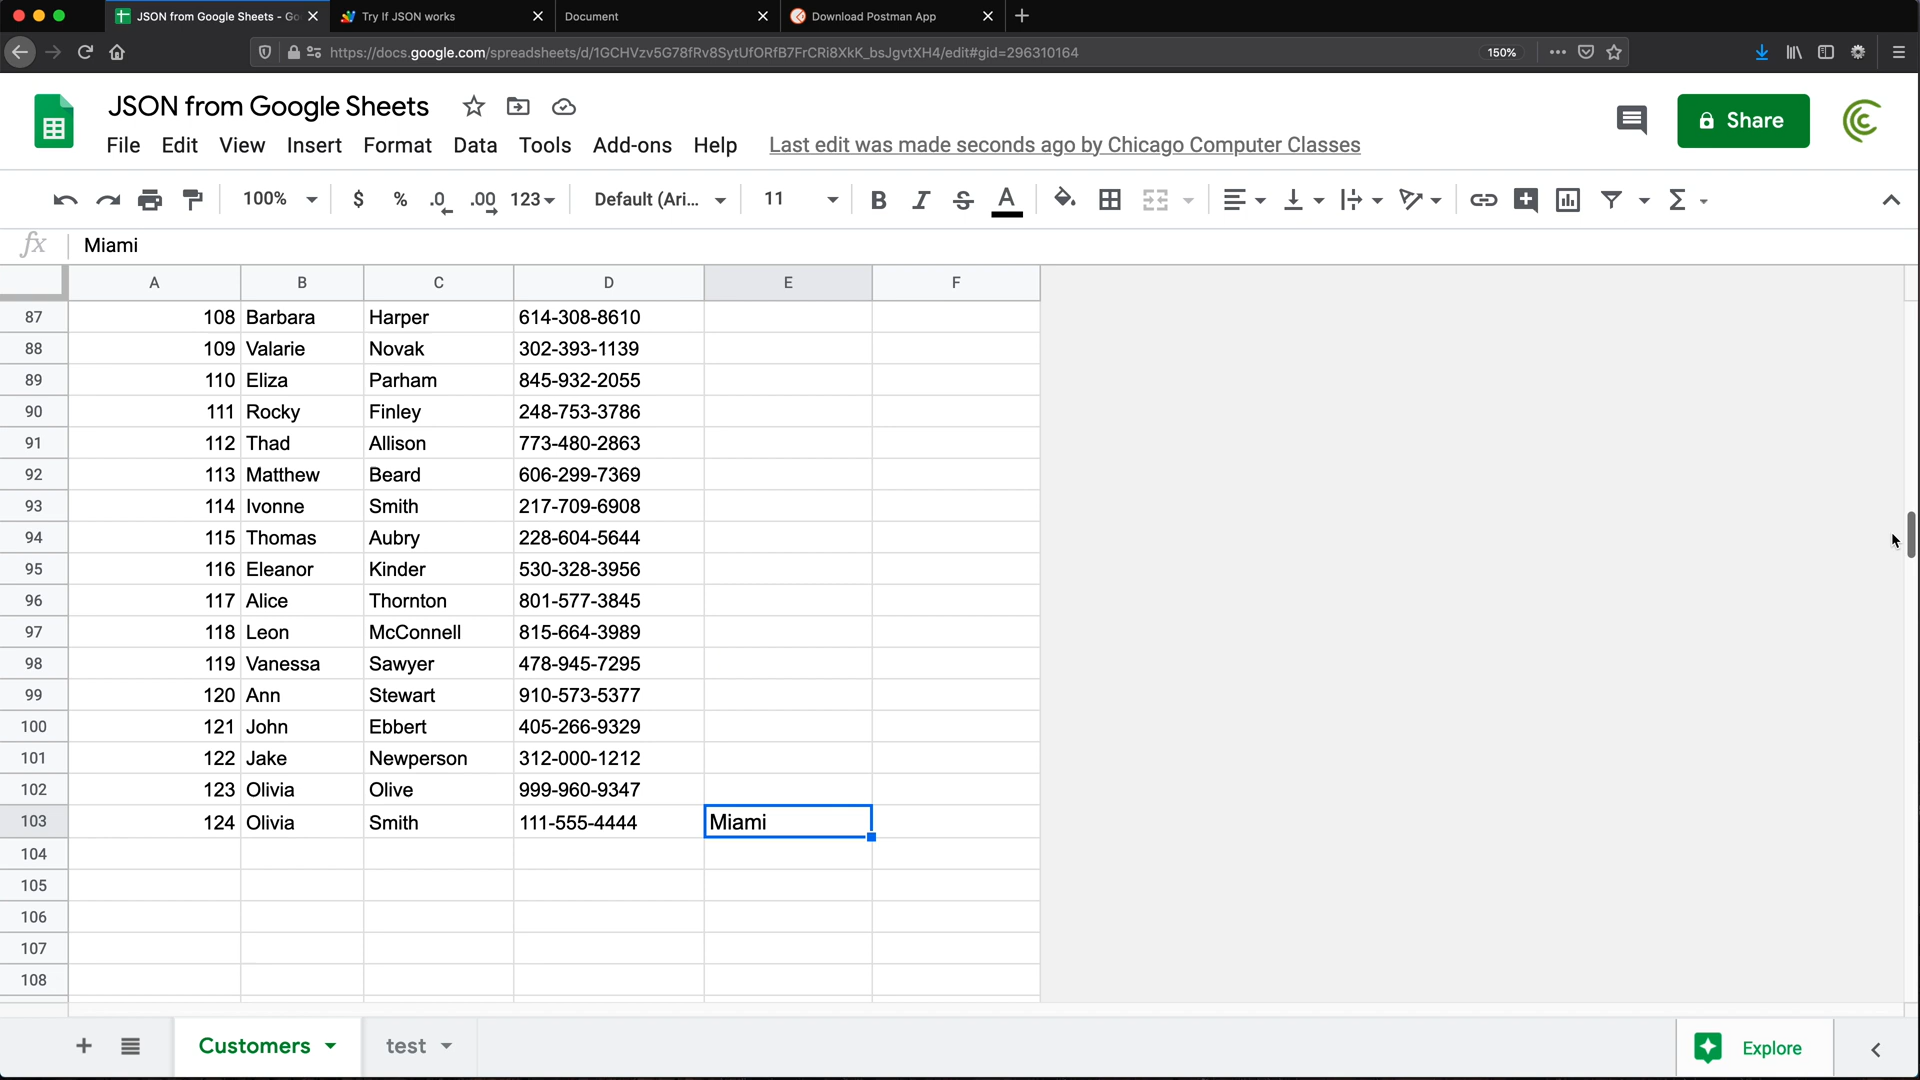 JSON from Google Sheets - Go
Try If JSON works
Document
Download Postman App
https://docs.google.com/spreadsheets/d/1GCHVzv5G78fRv8SytUfORfB7FrCRi8XkK_bsJgvtXH4/edit#gid=296310164
150%
JSON from Google Sheets
Share
File Edit View Insert Format Data Tools Add-ons Help Last edit was made seconds ago by Chicago Computer Classes
100% $ % .0 .00 123 Default (Ari... 11 B I S A
fx Miami
A B C D E F
87 108 Barbara Harper 614-308-8610
88 109 Valarie Novak 302-393-1139
89 110 Eliza Parham 845-932-2055
90 111 Rocky Finley 248-753-3786
91 112 Thad Allison 773-480-2863
92 113 Matthew Beard 606-299-7369
93 114 Ivonne Smith 217-709-6908
94 115 Thomas Aubry 228-604-5644
95 116 Eleanor Kinder 530-328-3956
96 117 Alice Thornton 801-577-3845
97 118 Leon McConnell 815-664-3989
98 119 Vanessa Sawyer 478-945-7295
99 120 Ann Stewart 910-573-5377
100 121 John Ebbert 405-266-9329
101 122 Jake Newperson 312-000-1212
102 123 Olivia Olive 999-960-9347
103 124 Olivia Smith 111-555-4444 Miami
104
105
106
107
108
Customers test Explore